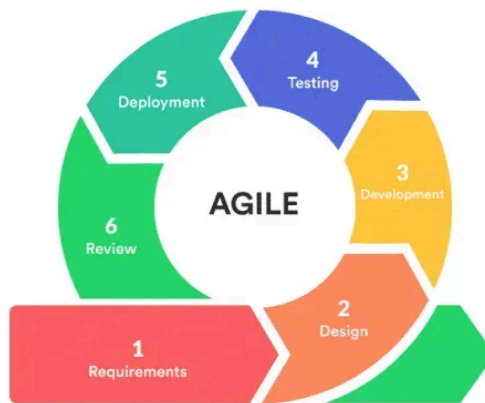 5
Deployment
4
Testing
3
Development
AGILE
6
Review
2
Design
1
Requirements